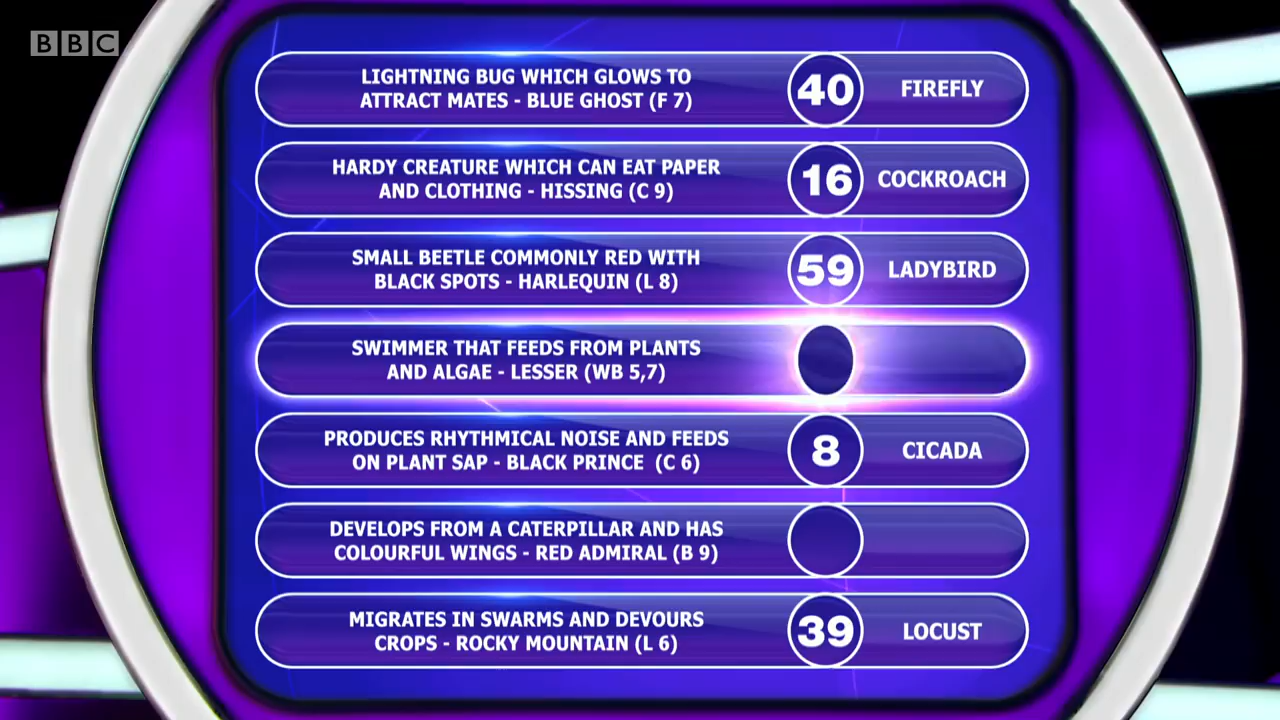 BBC
LIGHTNING BUG WHICH GLOWS TO
ATTRACT MATES - BLUE GHOST (F 7)
40
FIREFLY
HARDY CREATURE WHICH CAN EAT PAPER
AND CLOTHING - HISSING (C 9)
16
COCKROACH
SMALL BEETLE COMMONLY RED WITH
BLACK SPOTS - HARLEQUIN (L 8)
59
LADYBIRD
SWIMMER THAT FEEDS FROM PLANTS
AND ALGAE - LESSER (WB 5,7)
PRODUCES RHYTHMICAL NOISE AND FEEDS
ON PLANT SAP - BLACK PRINCE (C 6)
8
CICADA
DEVELOPS FROM A CATERPILLAR AND HAS
COLOURFUL WINGS - RED ADMIRAL (B 9)
MIGRATES IN SWARMS AND DEVOURS
CROPS - ROCKY MOUNTAIN (L 6)
39
LOCUST